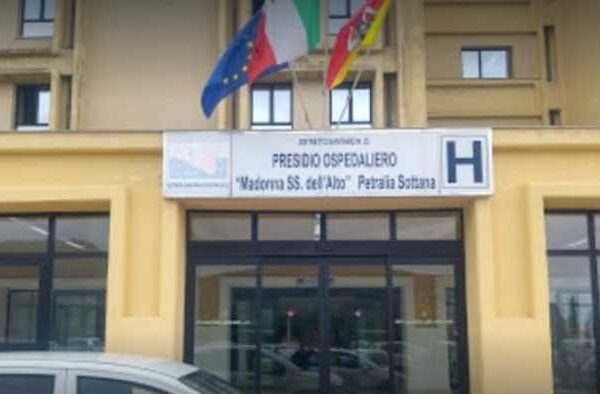 PRESIDIO OSPEDALIERO
"Madonna SS. dell'Alto" Petralia Sottana
H